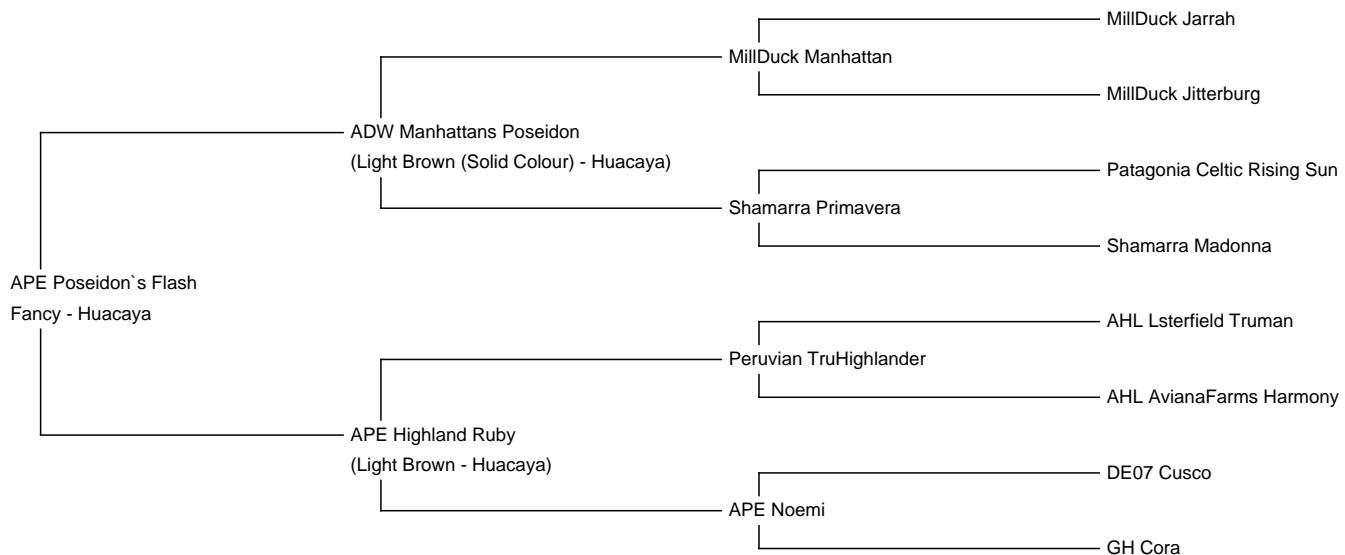 MillDuck Jarrah
MillDuck Manhattan
MillDuck Jitterburg
ADW Manhattans Poseidon
(Light Brown (Solid Colour) - Huacaya)
Patagonia Celtic Rising Sun
Shamarra Primavera
Shamarra Madonna
APE Poseidon`s Flash
Fancy - Huacaya
AHL Lsterfield Truman
Peruvian TruHighlander
AHL AvianaFarms Harmony
APE Highland Ruby
(Light Brown - Huacaya)
DE07 Cusco
APE Noemi
GH Cora